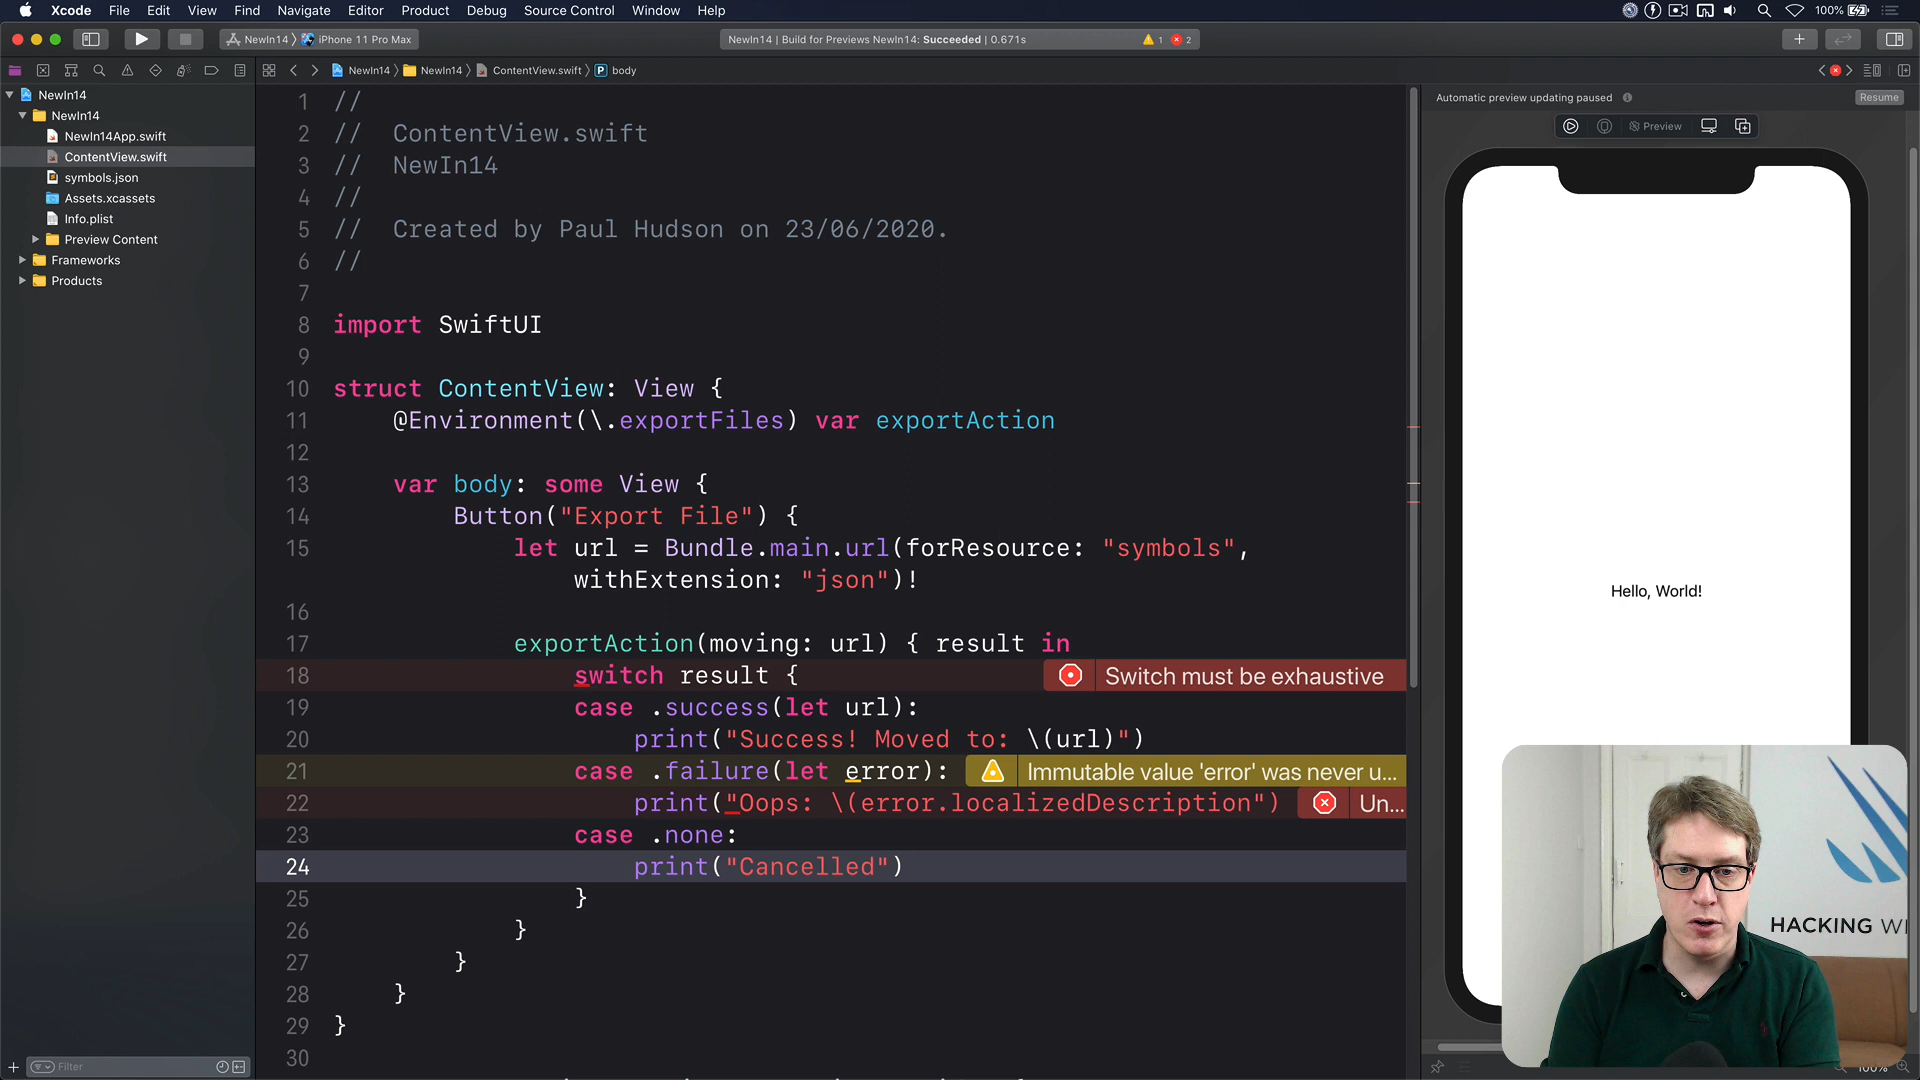 Xcode File Edit View Find Navigate Editor Product Debug Source Control Window Help 100%
NewIn14 〉 iPhone 11 Pro Max
NewIn14 | Build for Previews NewIn14: Succeeded | 0.671s
1 2
NewIn14 〉 NewIn14 〉 ContentView.swift 〉 P body
NewIn14
NewIn14
NewIn14App.swift
ContentView.swift
symbols.json
Assets.xcassets
Info.plist
Preview Content
Frameworks
Products
Filter
1 //
2 // ContentView.swift
3 // NewIn14
4 //
5 // Created by Paul Hudson on 23/06/2020.
6 //
7
8 import SwiftUI
9
10 struct ContentView: View {
11 @Environment(\.exportFiles) var exportAction
12
13 var body: some View {
14 Button("Export File") {
15 let url = Bundle.main.url(forResource: "symbols",
withExtension: "json")!
16
17 exportAction(moving: url) { result in
18 switch result { Switch must be exhaustive
19 case .success(let url):
20 print("Success! Moved to: \(url)")
21 case .failure(let error): Immutable value 'error' was never u...
22 print("Oops: \(error.localizedDescription") Un...
23 case .none:
24 print("Cancelled")
25 }
26 }
27 }
28 }
29 }
30
Automatic preview updating paused
Resume
Preview
Hello, World!
HACKING WI
100%